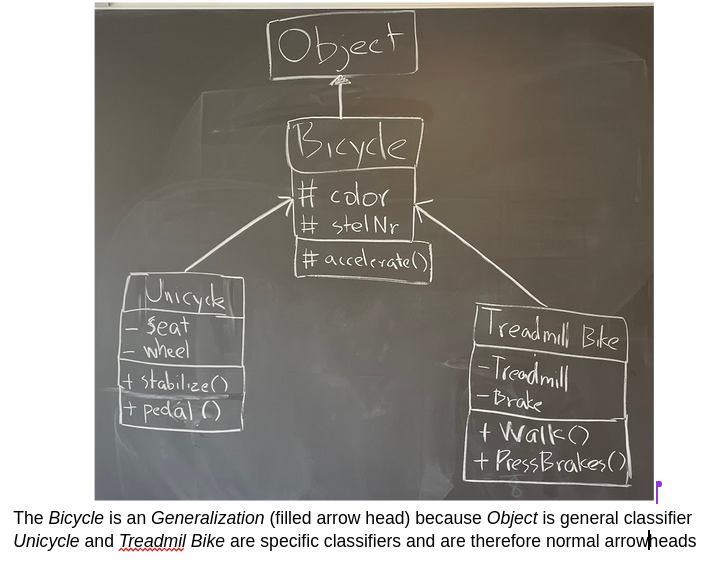 Object
Bicycle
# color
# stelNr
# accelerate()
Unicycle
- Seat
- wheel
+ stabilize()
+ pedal()
Treadmill Bike
- Treadmill
- Brake
+ Walk()
+ PressBrakes()
The Bicycle is an Generalization (filled arrow head) because Object is general classifier
Unicycle and Treadmil Bike are specific classifiers and are therefore normal arrowheads